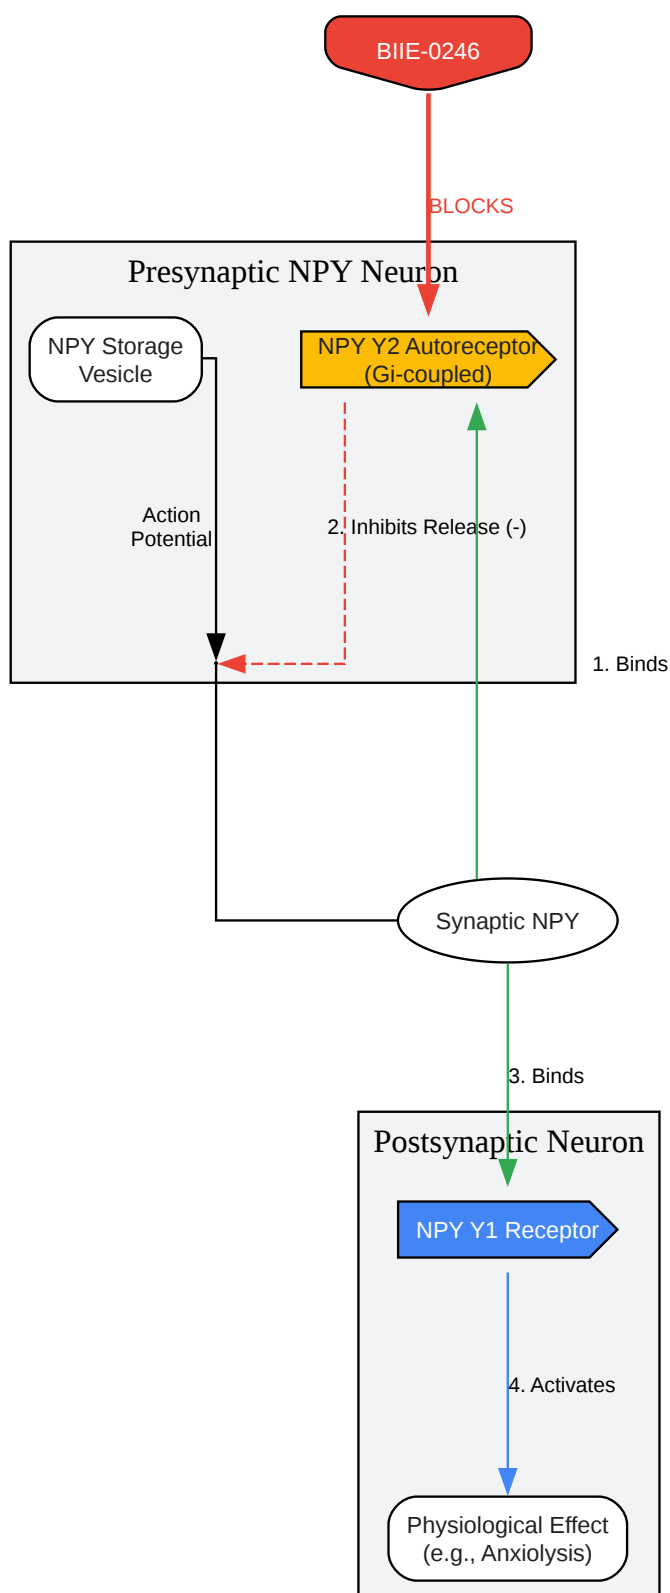 BIIE-0246
BLOCKS
Presynaptic NPY Neuron
NPY Storage
Vesicle
NPY Y2 Autoreceptor
(Gi-coupled)
Action
Potential
2. Inhibits Release (-)
1. Binds
Synaptic NPY
3. Binds
Postsynaptic Neuron
NPY Y1 Receptor
4. Activates
Physiological Effect
(e.g., Anxiolysis)